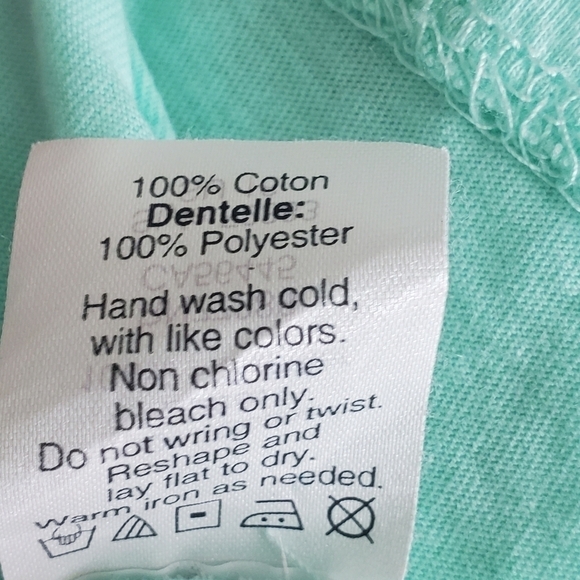 100% Coton
Dentelle:
100% Polyester
Hand wash cold,
with like colors.
Non chlorine
bleach only.
Do not wring or twist.
Reshape and
lay flat to dry.
Warm iron as needed.